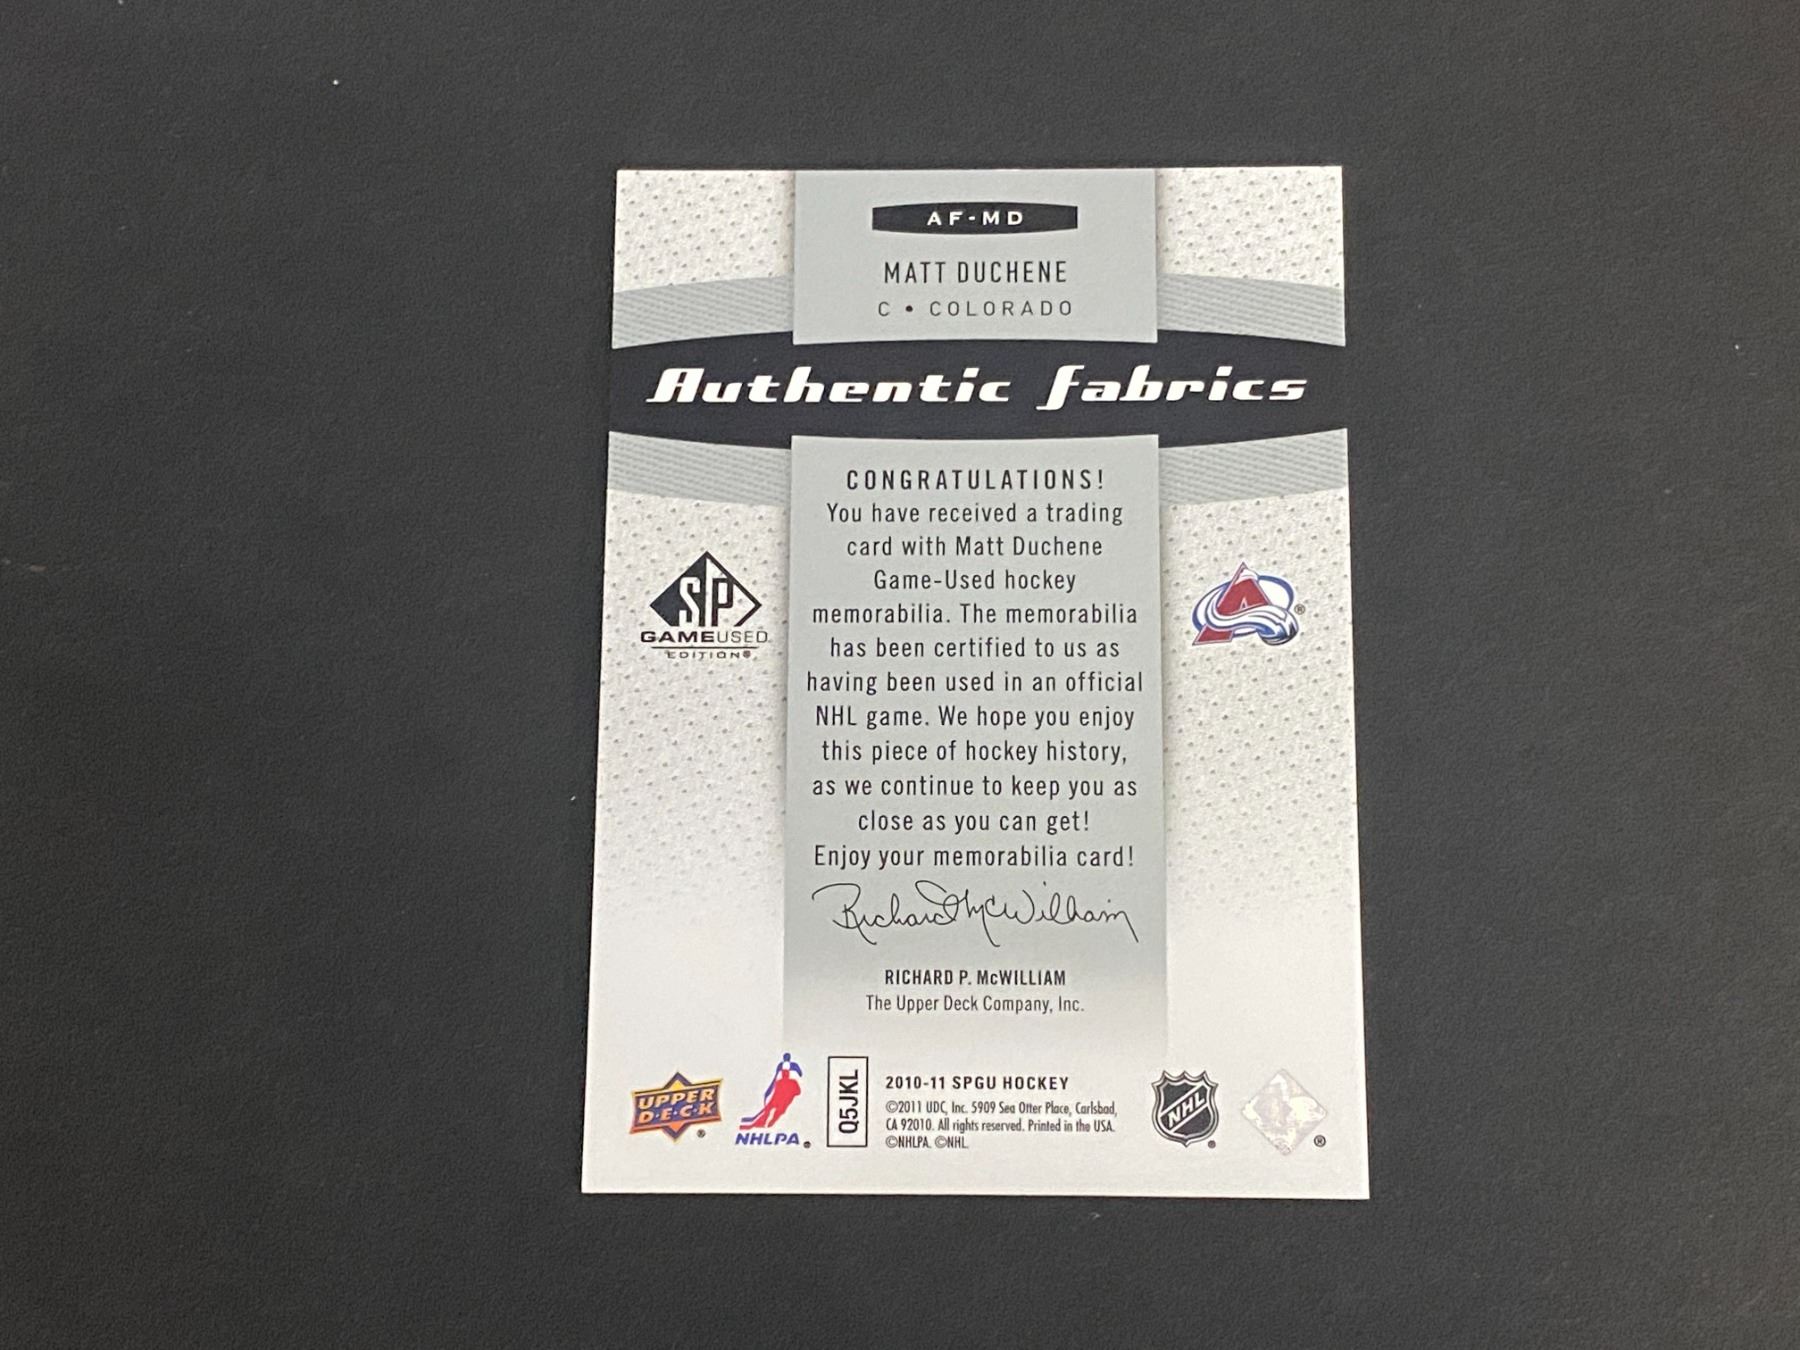 AF-MD
MATT DUCHENE
C • COLORADO
Authentic Fabrics
CONGRATULATIONS!
You have received a trading
card with Matt Duchene
Game-Used hockey
memorabilia. The memorabilia
has been certified to us as
having been used in an official
NHL game. We hope you enjoy
this piece of hockey history,
as we continue to keep you as
close as you can get!
Enjoy your memorabilia card!
Richard McWilliam
RICHARD P. McWILLIAM
The Upper Deck Company, Inc.
SP
GAMEUSED
EDITION®
A®
UPPER
D·E·C·K®
NHLPA®
Q5JKL
2010-11 SPGU HOCKEY
©2011 UDC, Inc. 5909 Sea Otter Place, Carlsbad,
CA 92010. All rights reserved. Printed in the USA.
©NHLPA. ©NHL.
NHL®
®